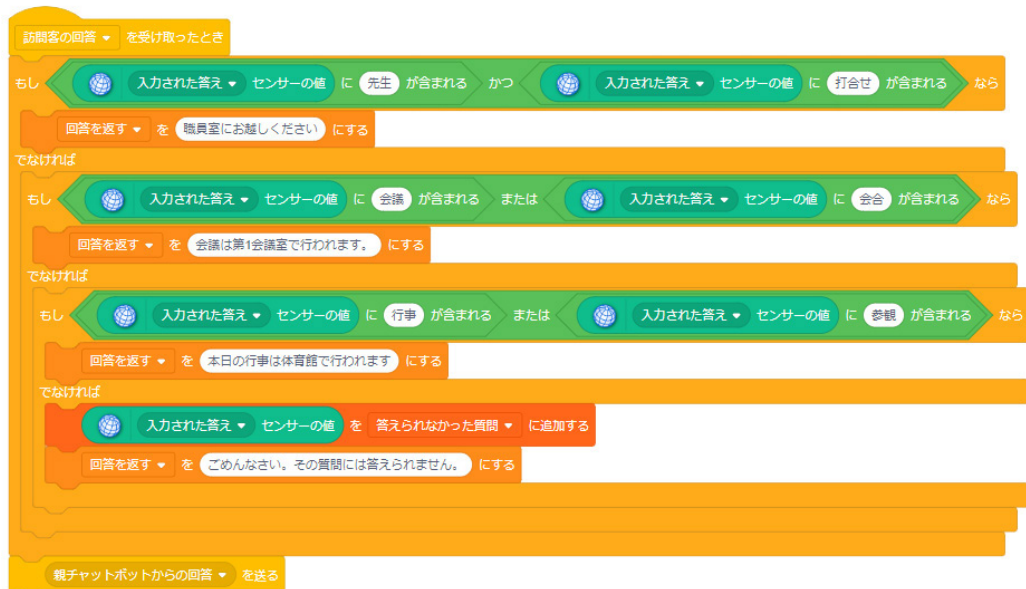 訪問客の回答 を受け取ったとき
もし 入力された答え センサーの値 に 先生 が含まれる かつ 入力された答え センサーの値 に 打合せ が含まれる なら
回答を返す を 職員室にお越しください にする
でなければ
もし 入力された答え センサーの値 に 会議 が含まれる または 入力された答え センサーの値 に 会合 が含まれる なら
回答を返す を 会議は第1会議室で行われます。 にする
でなければ
もし 入力された答え センサーの値 に 行事 が含まれる または 入力された答え センサーの値 に 参観 が含まれる なら
回答を返す を 本日の行事は体育館で行われます にする
でなければ
入力された答え センサーの値 を 答えられなかった質問 に追加する
回答を返す を ごめんなさい。その質問には答えられません。 にする
親チャットボットからの回答 を送る